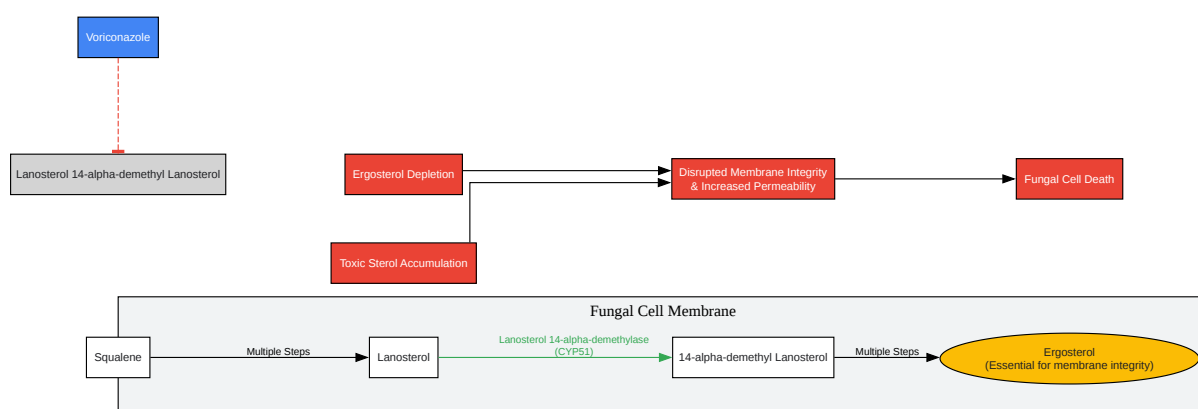 Voriconazole
Lanosterol 14-alpha-demethyl Lanosterol
Ergosterol Depletion
Disrupted Membrane Integrity
& Increased Permeability
Fungal Cell Death
Toxic Sterol Accumulation
Fungal Cell Membrane
Squalene
Multiple Steps
Lanosterol
Lanosterol 14-alpha-demethylase
(CYP51)
14-alpha-demethyl Lanosterol
Multiple Steps
Ergosterol
(Essential for membrane integrity)